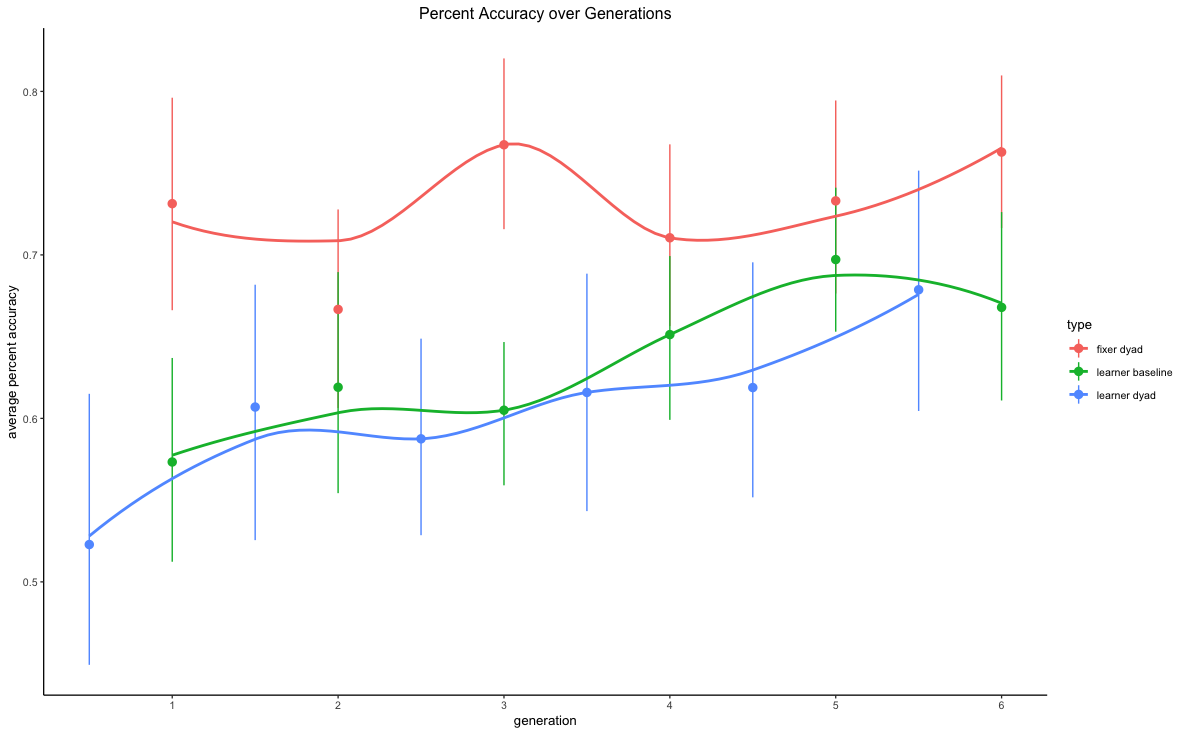 Percent Accuracy over Generations
average percent accuracy
0.8
0.7
0.6
0.5
1 2 3 4 5 6
generation
type
fixer dyad
learner baseline
learner dyad